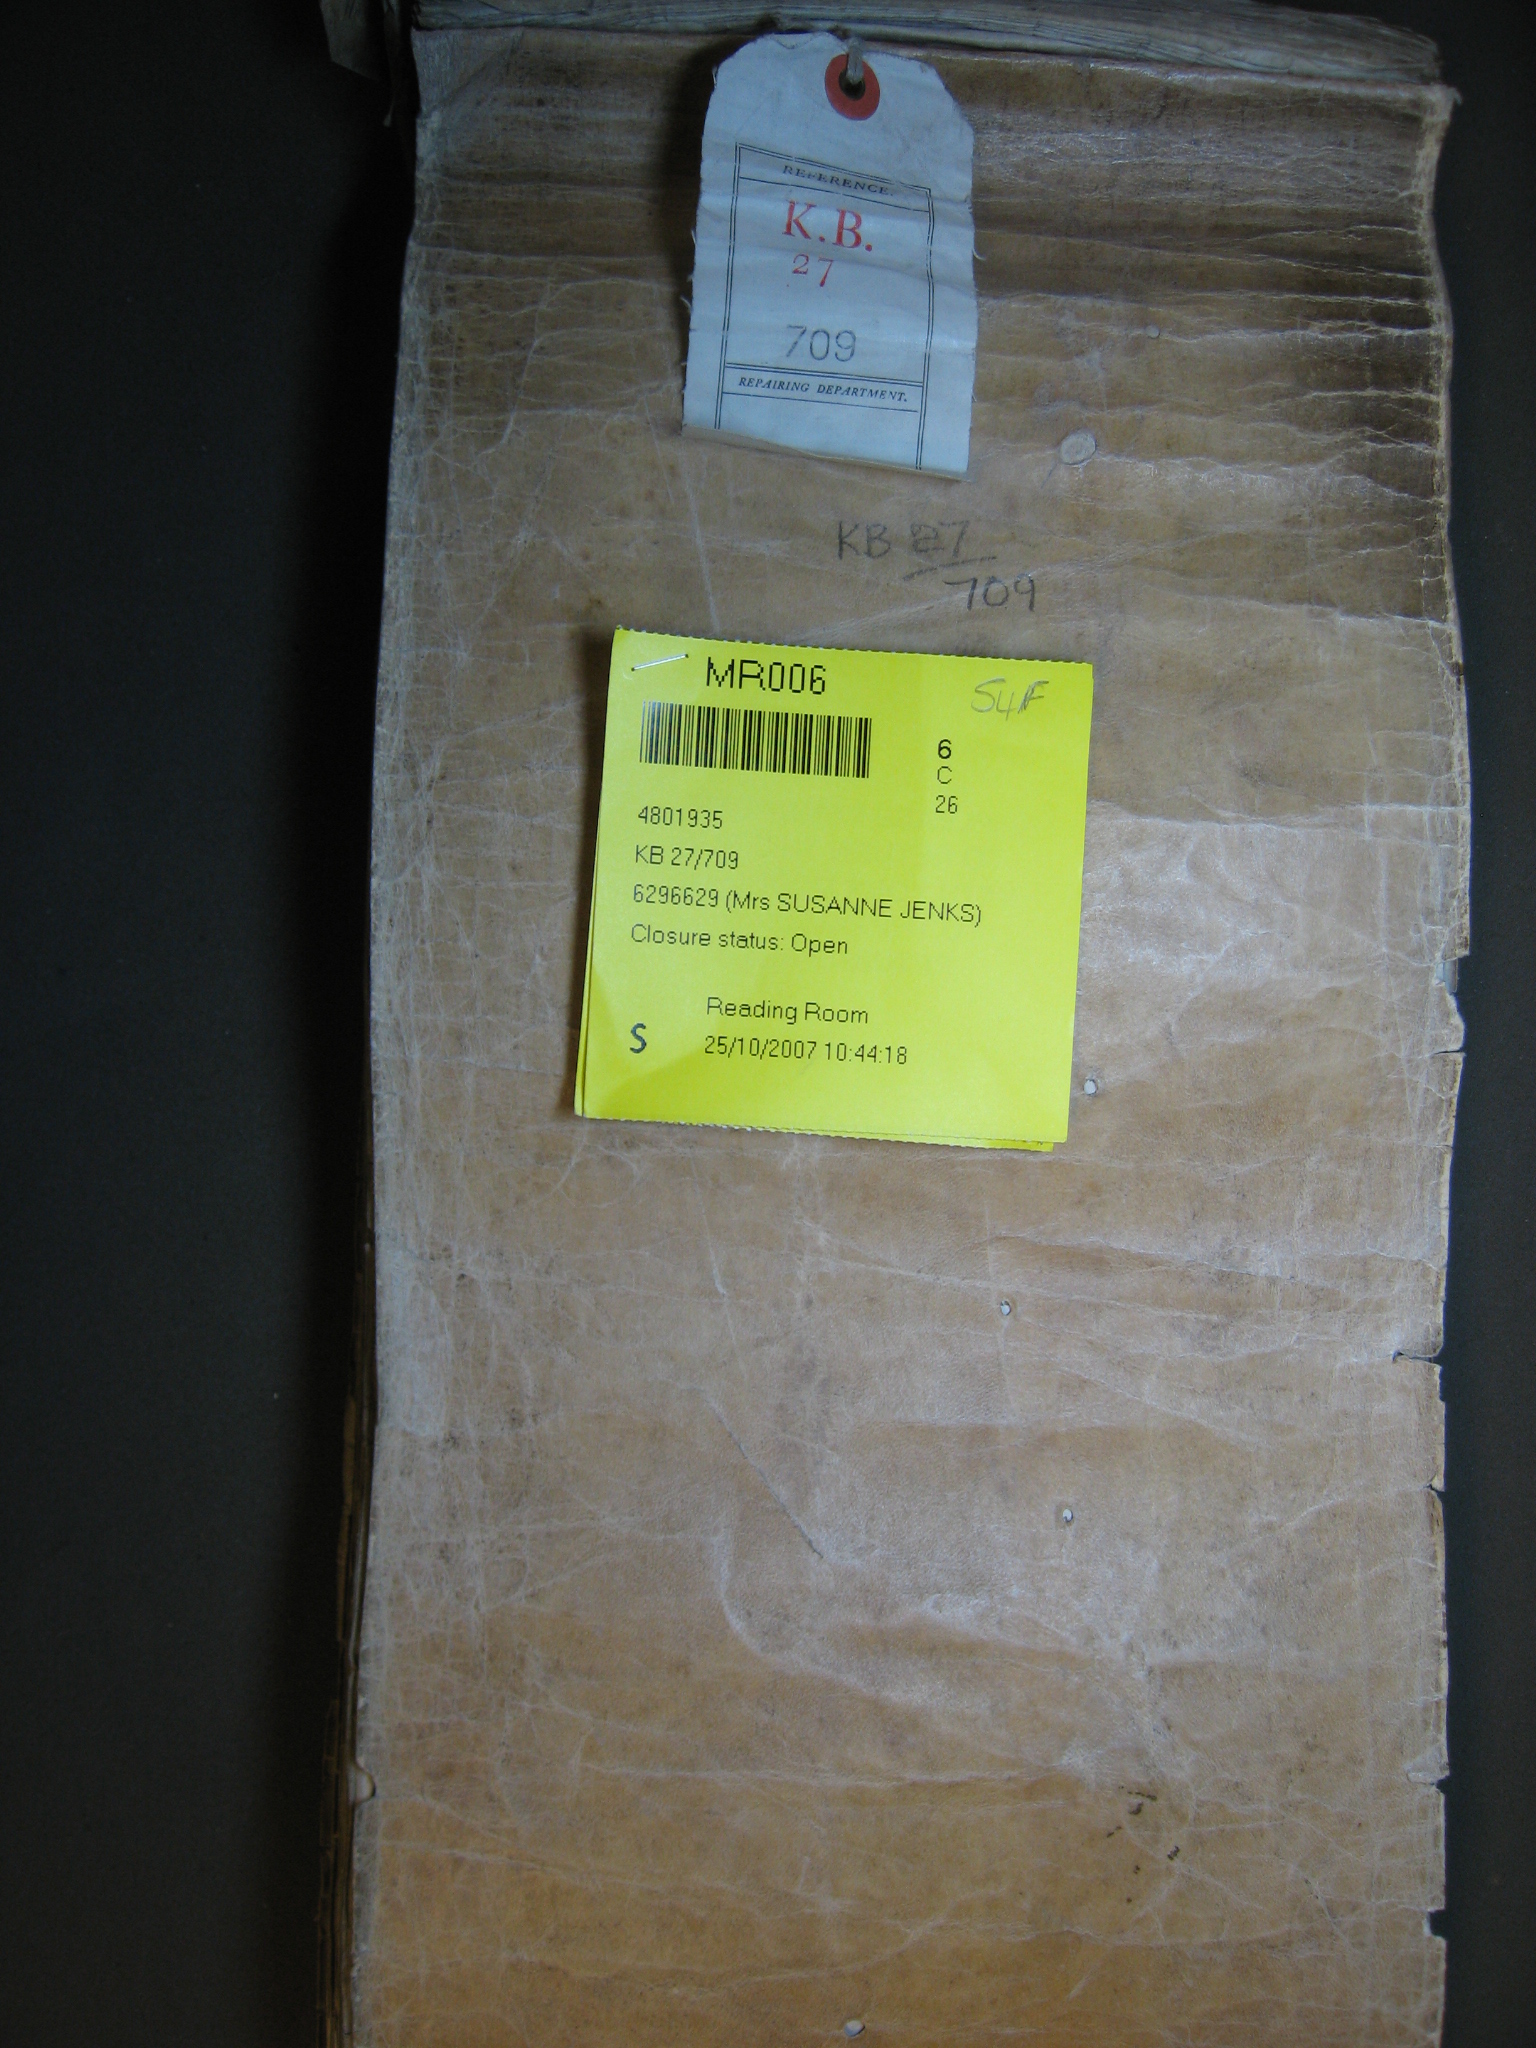 REFERENCE.
K.B.
27
709
REPAIRING DEPARTMENT.
KB 27
709
MR006
S4F
6
C
26
4801935
KB 27/709
6296629 (Mrs SUSANNE JENKS)
Closure status: Open
Reading Room
S
25/10/2007 10:44:18